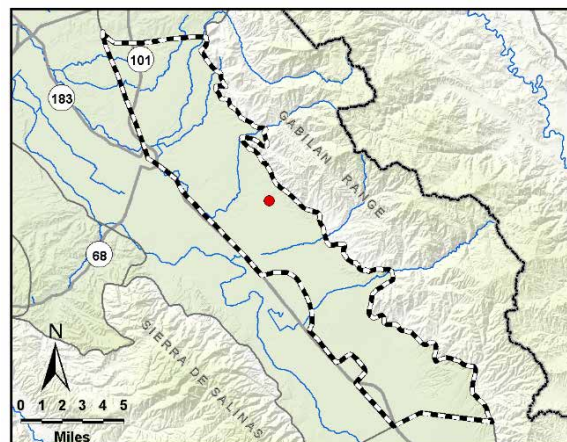 101
183
GABILAN RANGE
68
SIERRA DE SALINAS
N
0 1 2 3 4 5
Miles